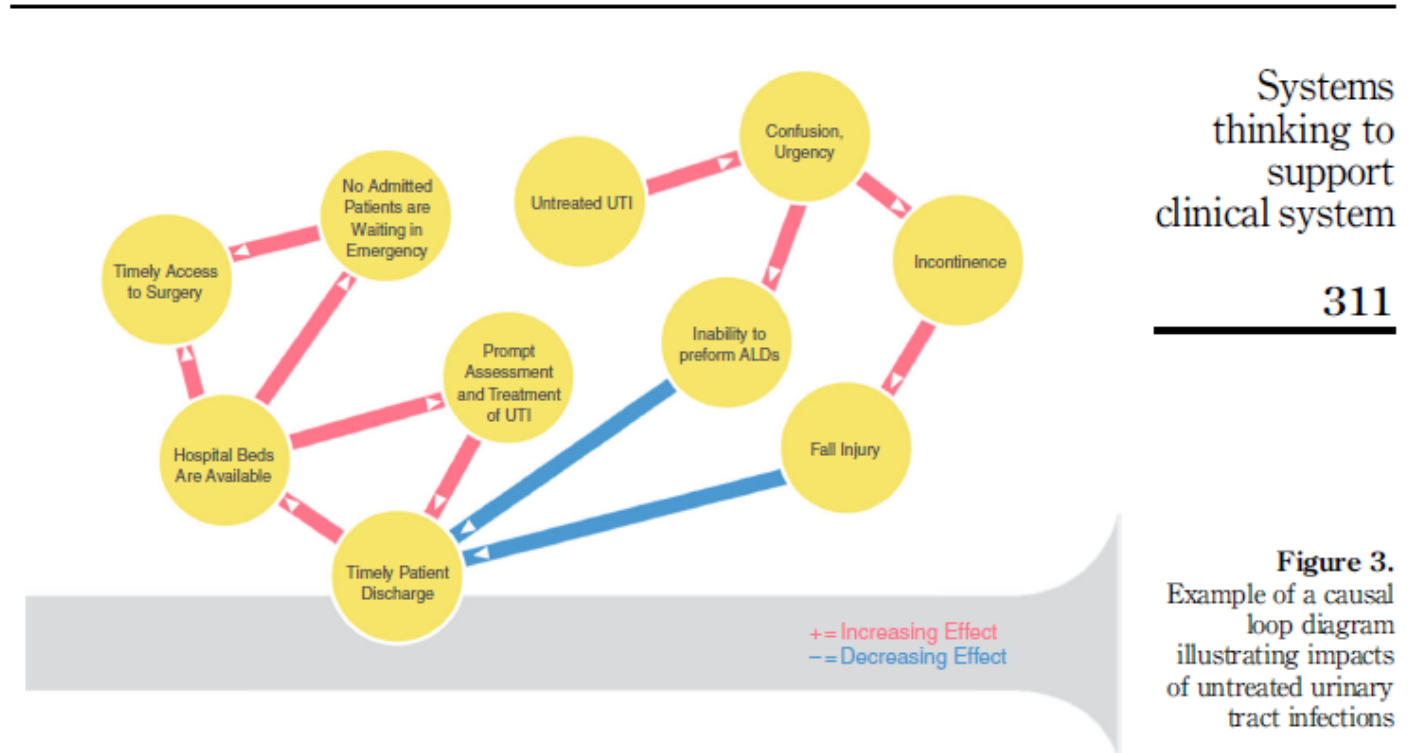 Systems
thinking to
support
clinical system
311
Confusion,
Urgency
Untreated UTI
No Admitted
Patients are
Waiting in
Emergency
Timely Access
to Surgery
Incontinence
Inability to
preform ALDs
Prompt
Assessment
and Treatment
of UTI
Hospital Beds
Are Available
Fall Injury
Timely Patient
Discharge
+=Increasing Effect
−=Decreasing Effect
Figure 3.
Example of a causal
loop diagram
illustrating impacts
of untreated urinary
tract infections